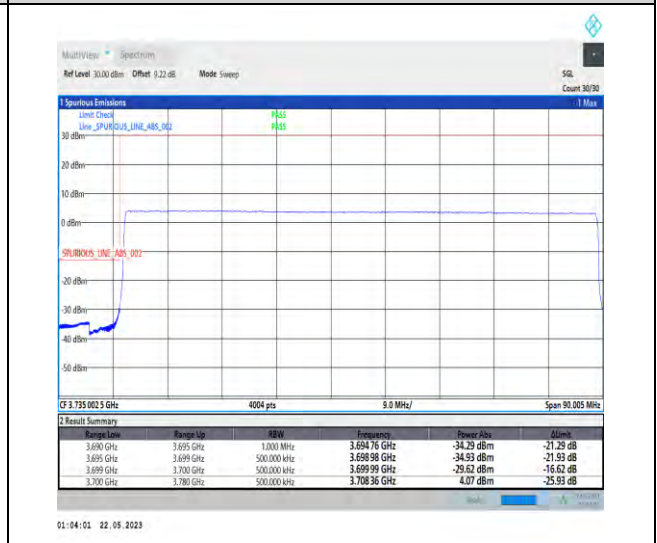 MultiView Spectrum
Ref Level 30.00 dBm Offset 9.22 dB Mode Sweep SGL
Count 30/30
1 Spurious Emissions 1 Max
Limit Check PASS
Line _SPURIOUS_LINE_ABS_002 PASS
30 dBm
20 dBm
10 dBm
0 dBm
SPURIOUS_LINE_ABS_002
-20 dBm
-30 dBm
-40 dBm
-50 dBm
CF 3.735 002 5 GHz 4004 pts 9.0 MHz/ Span 90.005 MHz
2 Result Summary
Range Low Range Up RBW Frequency Power Abs ΔLimit
3.690 GHz 3.695 GHz 1.000 MHz 3.694 76 GHz -34.29 dBm -21.29 dB
3.695 GHz 3.699 GHz 500.000 kHz 3.698 98 GHz -34.93 dBm -21.93 dB
3.699 GHz 3.700 GHz 500.000 kHz 3.699 99 GHz -29.62 dBm -16.62 dB
3.700 GHz 3.780 GHz 500.000 kHz 3.708 36 GHz 4.07 dBm -25.93 dB
01:04:01 22.05.2023